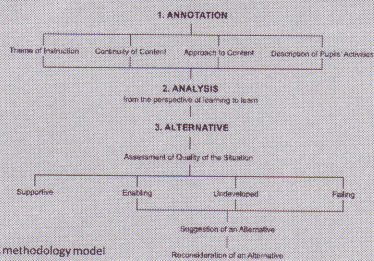 1. ANNOTATION
Theme of Instruction Continuity of Content Approach to Content Description of Pupils' Activities
2. ANALYSIS
from the perspective of learning to learn
3. ALTERNATIVE
Assessment of Quality of the Situation
Supportive Enabling Undeveloped Failing
Suggestion of an Alternative
methodology model Reconsideration of an Alternative